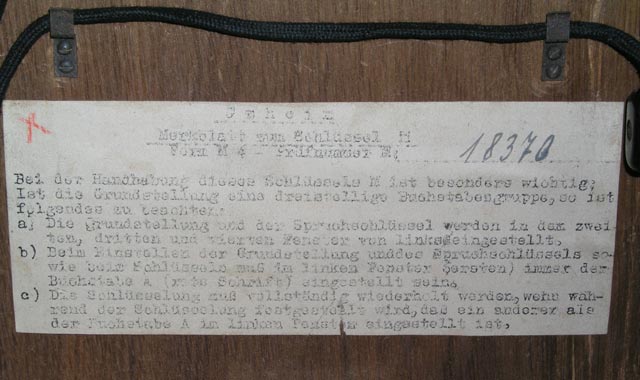 Geheim
Merkblatt zum Schlüssel M
Form M 4 - Prüfnummer M; 18370
Bei der Handhabung dieses Schlüssels M ist besonders wichtig;
Ist die Grundstellung eine dreistellige Buchstabengruppe, so ist
folgendes zu beachten:
a) Die Grundstellung und der Spruchschlüssel werden in dem zwei-
ten, dritten und vierten Fenster von links eingestellt,
b) Beim Einstellen der Grundstellung unddes Spruchschlüssels so-
wie beim Schlüsseln muß im linken Fenster (ersten) immer der
Buchstabe A (rote Schrift) eingestellt sein,
c) Die Schlüsselung muß vollständig wiederholt werden, wenn wäh-
rend der Schlüsselung festgestellt wird, das ein anderer als
der Buchstabe A im linken Fenster eingestellt ist,